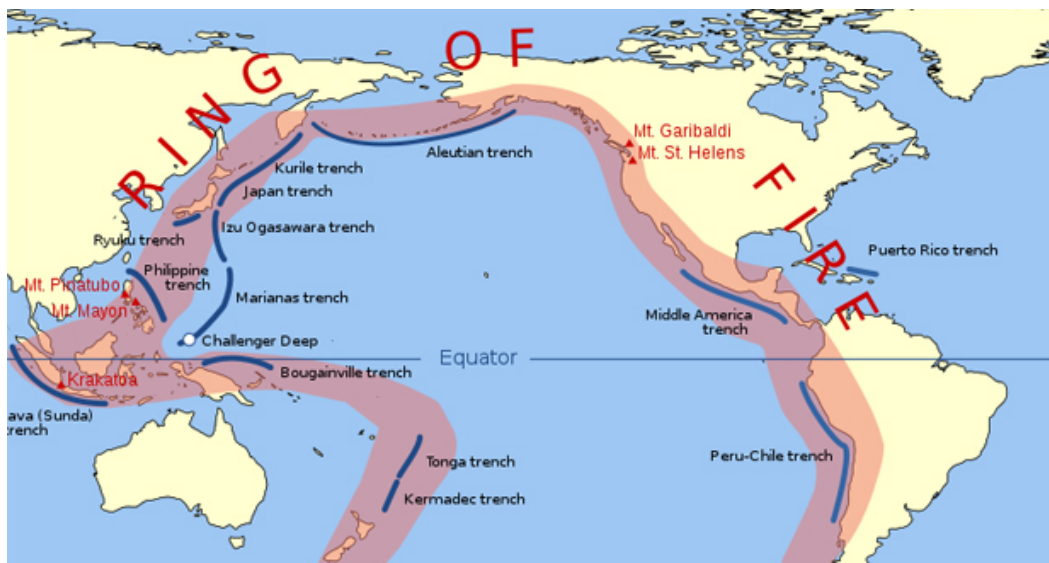 RING OF FIRE
Mt. Garibaldi
Mt. St. Helens
Aleutian trench
Kurile trench
Japan trench
Izu Ogasawara trench
Ryuku trench
Puerto Rico trench
Philippine
trench
Mt. Pinatubo
Mt. Mayon
Marianas trench
Middle America
trench
Challenger Deep
Equator
Bougainville trench
Krakatoa
ava (Sunda)
trench
Peru-Chile trench
Tonga trench
Kermadec trench